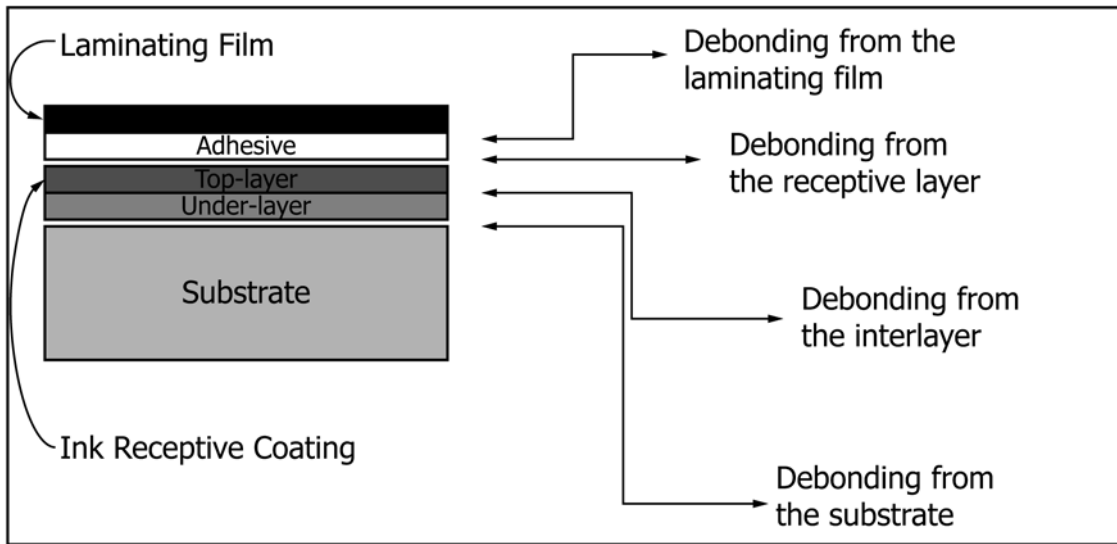 Laminating Film
Adhesive
Top-layer
Under-layer
Substrate
Ink Receptive Coating
Debonding from the
laminating film
Debonding from
the receptive layer
Debonding from
the interlayer
Debonding from
the substrate